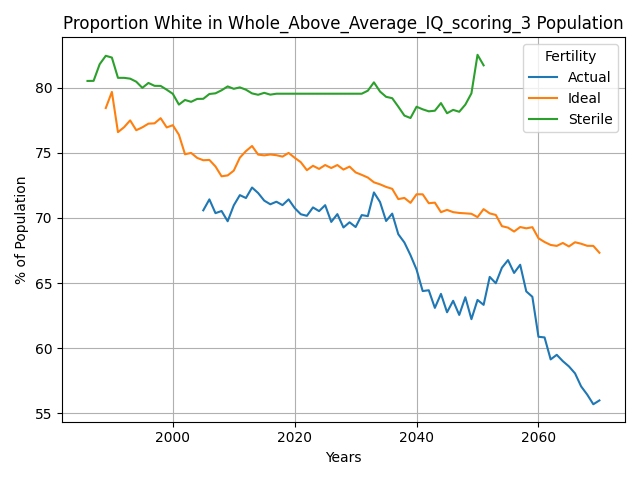 Proportion White in Whole_Above_Average_IQ_scoring_3 Population
Fertility
Actual
Ideal
Sterile
% of Population
80
75
70
65
60
55
2000
2020
2040
2060
Years